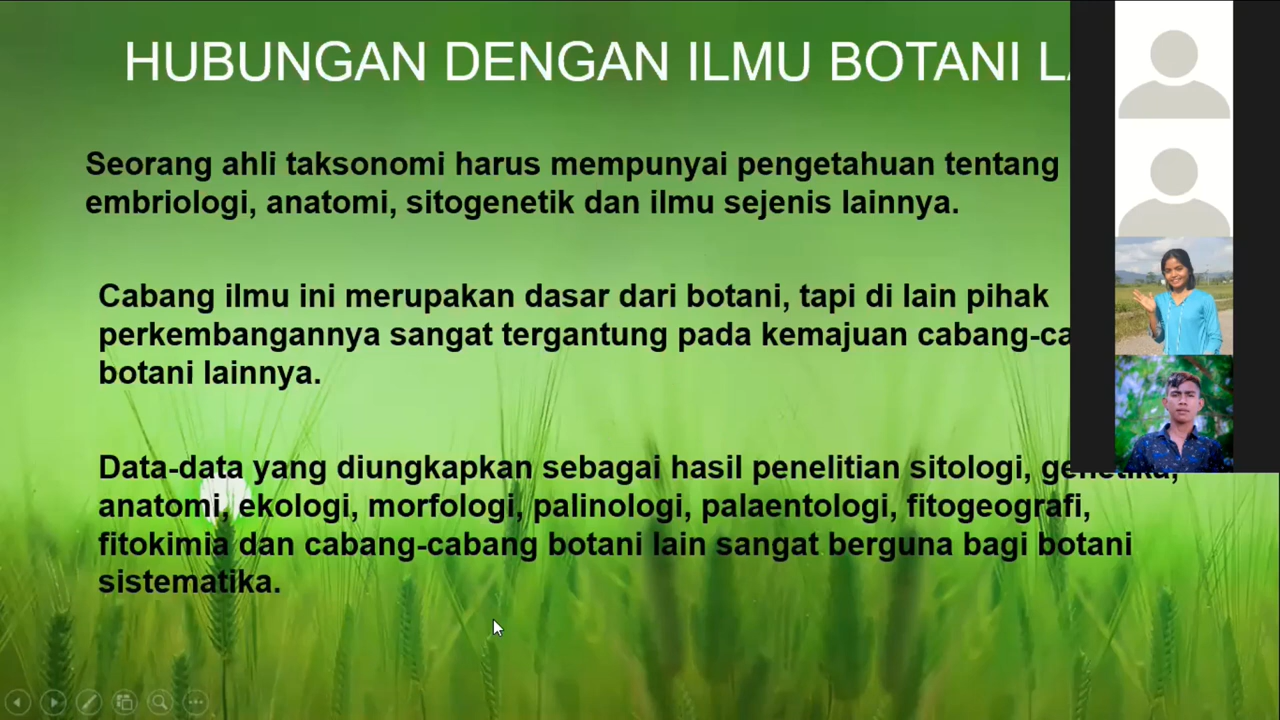 HUBUNGAN DENGAN ILMU BOTANI
Seorang ahli taksonomi harus mempunyai pengetahuan tentang
embriologi, anatomi, sitogenetik dan ilmu sejenis lainnya.
Cabang ilmu ini merupakan dasar dari botani, tapi di lain pihak
perkembangannya sangat tergantung pada kemajuan
botani lainnya.
Data-data yang diungkapkan sebagai hasil penelitian sitologi, genetika,
anatomi, ekologi, morfologi, palinologi, palaentologi, fitogeografi,
fitokimia dan cabang-cabang botani lain sangat berguna bagi botani
sistematika.